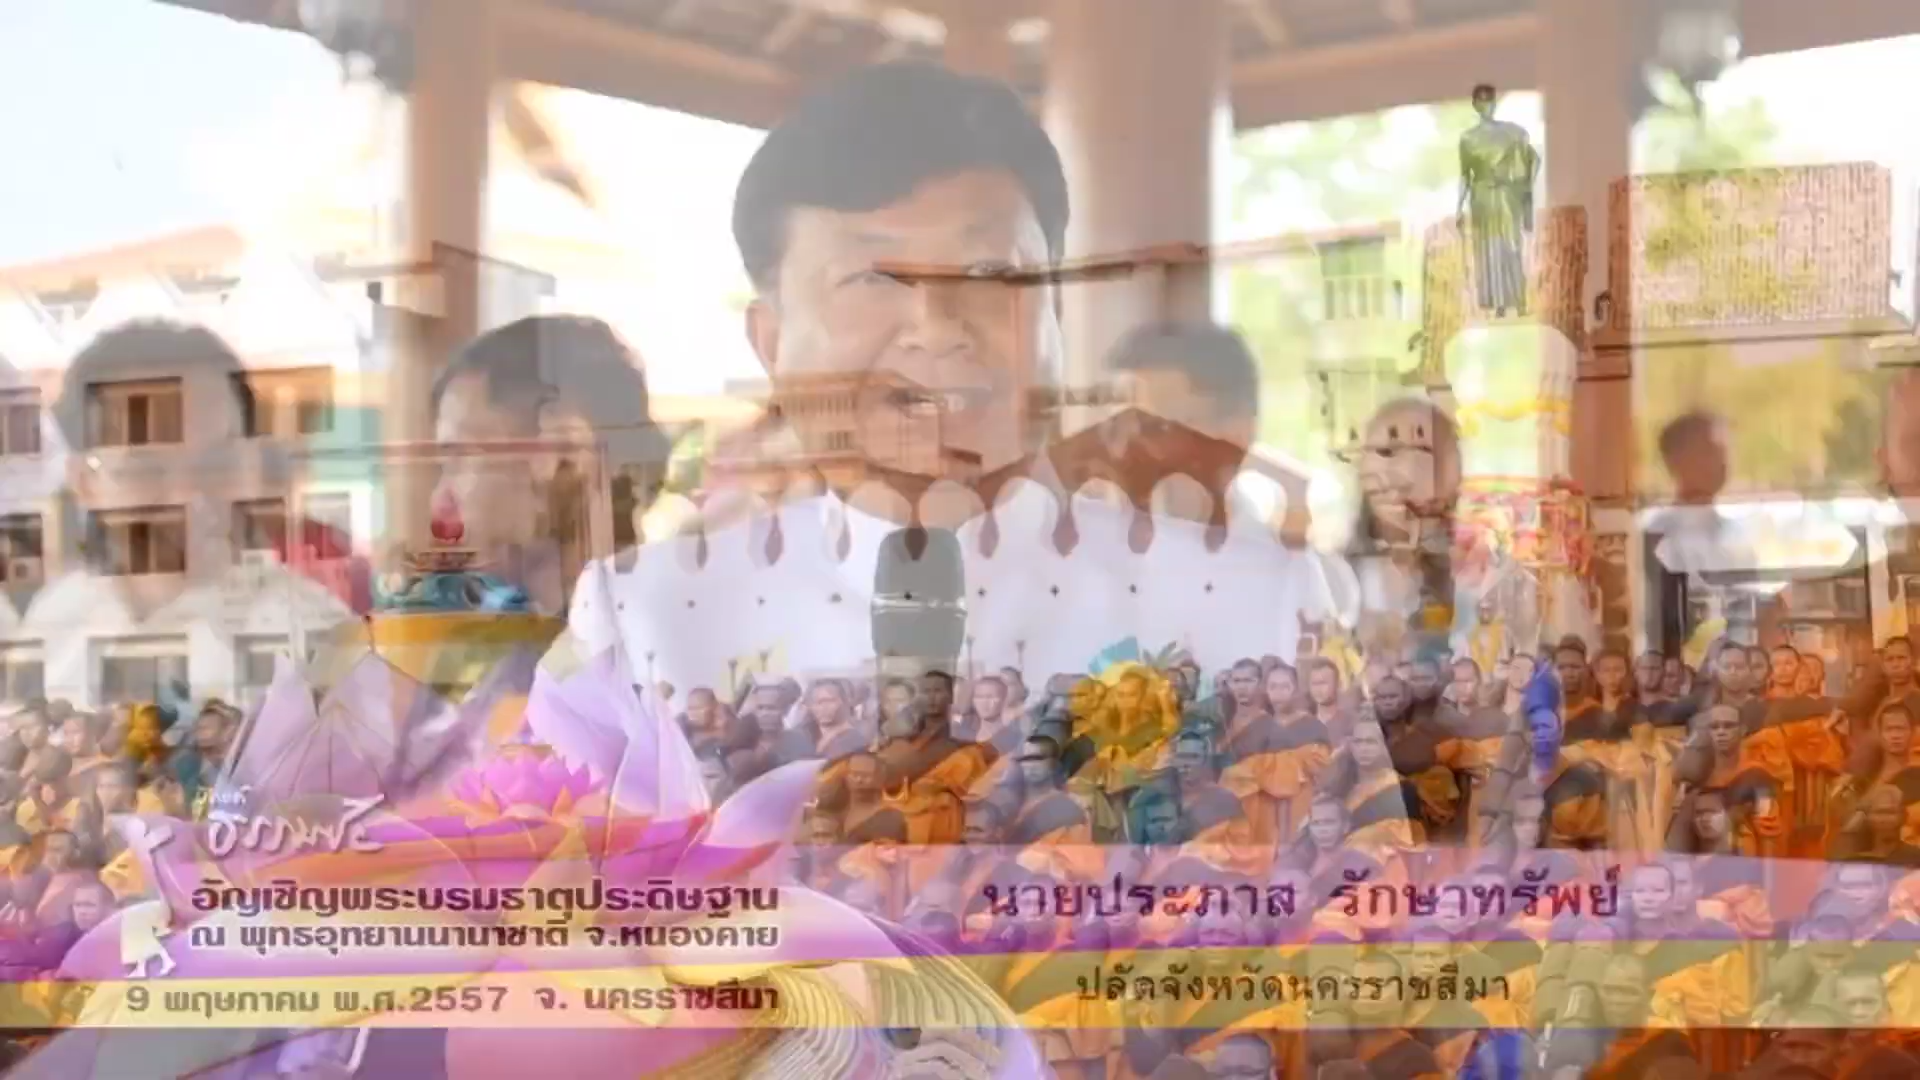 ธรรมะ
อัญเชิญพระบรมธาตุประดิษฐาน
ณ พุทธอุทยานนานาชาติ จ.หนองคาย
9 พฤษภาคม พ.ศ.2557 จ. นครราชสีมา
นายประภาส รักษาทรัพย์
ปลัดจังหวัดนครราชสีมา